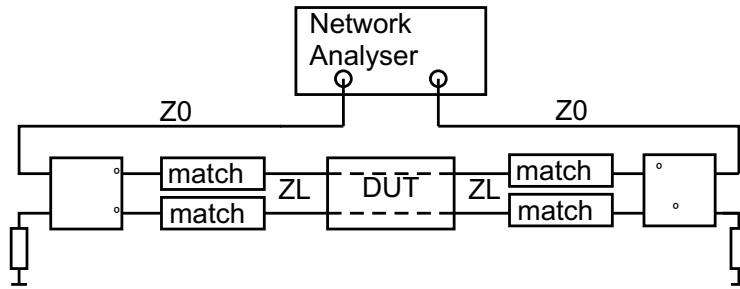 Network
Analyser
Z0
Z0
º
match
match
º
DUT
ZL
ZL
º
match
match
º